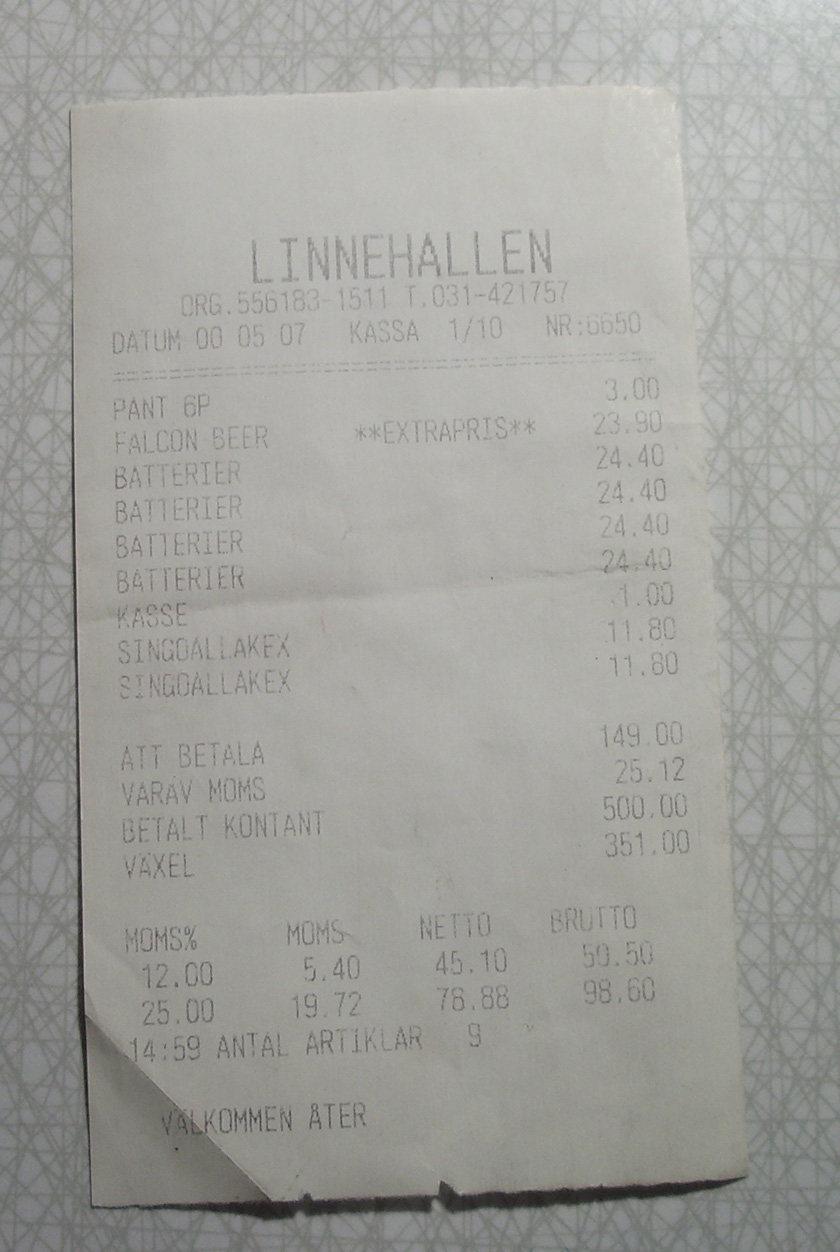 LINNEHALLEN
ORG.556183-1511 T.031-421757
DATUM 00 05 07 KASSA 1/10 NR:6650
PANT 6P 3.00
FALCON BEER **EXTRAPRIS** 23.90
BATTERIER 24.40
BATTERIER 24.40
BATTERIER 24.40
BATTERIER 24.40
KASSE 1.00
SINGOALLAKEX 11.80
SINGOALLAKEX 11.80
ATT BETALA 149.00
VARAV MOMS 25.12
BETALT KONTANT 500.00
VÄXEL 351.00
MOMS% MOMS NETTO BRUTTO
12.00 5.40 45.10 50.50
25.00 19.72 78.88 98.60
14:59 ANTAL ARTIKLAR 9
VÄLKOMMEN ÅTER